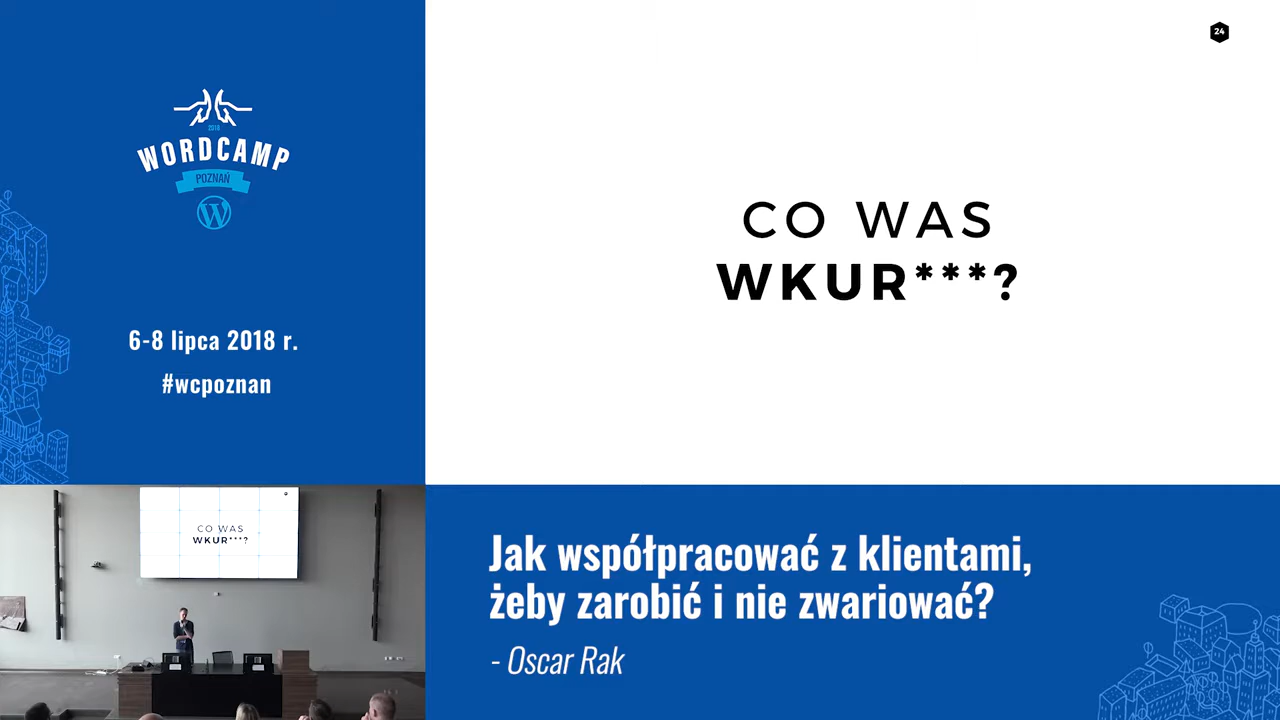 2018
WORDCAMP
POZNAŃ
W
6-8 lipca 2018 r.
#wcpoznan
24
CO WAS
WKUR***?
CO WAS
WKUR***?
Jak współpracować z klientami,
żeby zarobić i nie zwariować?
- Oscar Rak